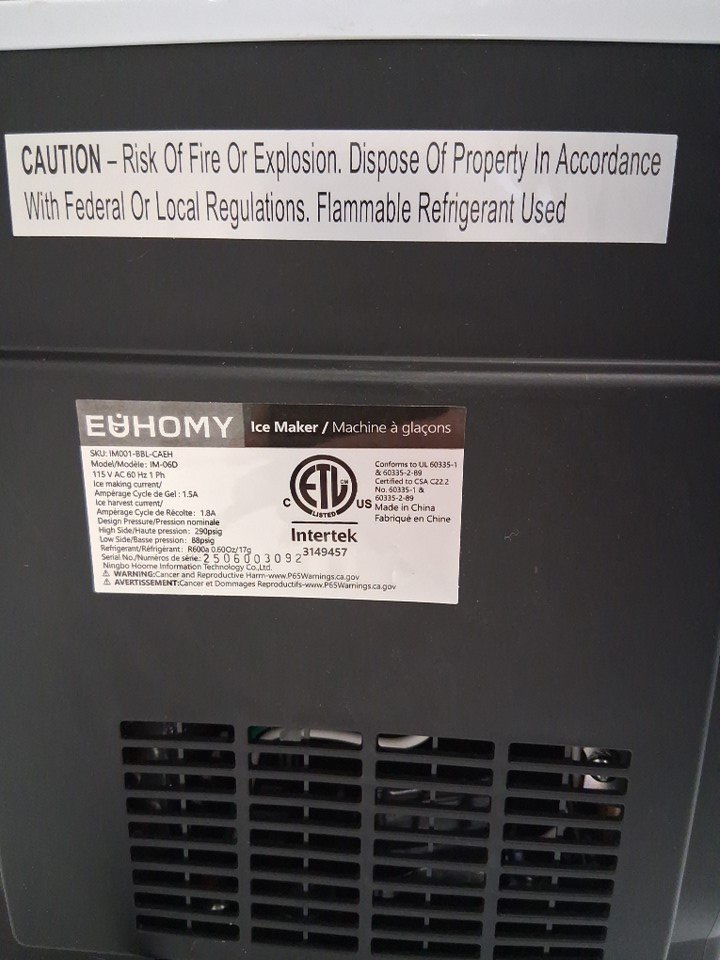 CAUTION – Risk Of Fire Or Explosion. Dispose Of Property In Accordance
With Federal Or Local Regulations. Flammable Refrigerant Used
EUHOMY Ice Maker / Machine à glaçons
SKU: IM001-BBL-CAEH
Model/Modèle: IM-06D
115 V AC 60 Hz 1 Ph
Ice making current/
Ampérage Cycle de Gel : 1.5A
Ice harvest current/
Ampérage Cycle de Récolte : 1.8A
Design Pressure/Pression nominale
High Side/Haute pression: 290psig
Low Side/Basse pression: 88psig
Refrigerant/Réfrigérant: R600a 0.60Oz/17g
Serial No./Numéros de série: 2506003092
Ningbo Hoome Information Technology Co.,Ltd.
⚠ WARNING:Cancer and Reproductive Harm-www.P65Warnings.ca.gov
⚠ AVERTISSEMENT:Cancer et Dommages Reproductifs-www.P65Warnings.ca.gov
ETL CM
LISTED
C US
Intertek
3149457
Conforms to UL 60335-1
& 60335-2-89
Certified to CSA C22.2
No. 60335-1 &
60335-2-89
Made in China
Fabriqué en Chine